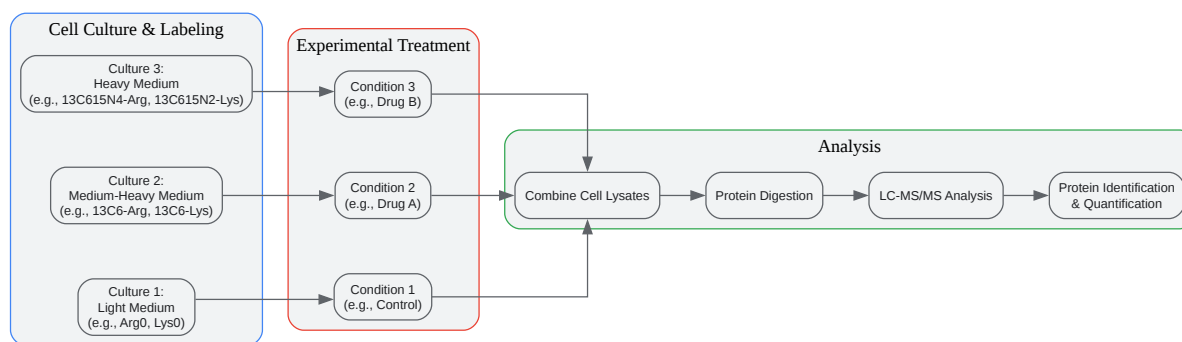 Cell Culture & Labeling
Culture 3:
Heavy Medium
(e.g., 13C615N4-Arg, 13C615N2-Lys)
Culture 2:
Medium-Heavy Medium
(e.g., 13C6-Arg, 13C6-Lys)
Culture 1:
Light Medium
(e.g., Arg0, Lys0)
Experimental Treatment
Condition 3
(e.g., Drug B)
Condition 2
(e.g., Drug A)
Condition 1
(e.g., Control)
Analysis
Combine Cell Lysates
Protein Digestion
LC-MS/MS Analysis
Protein Identification
& Quantification